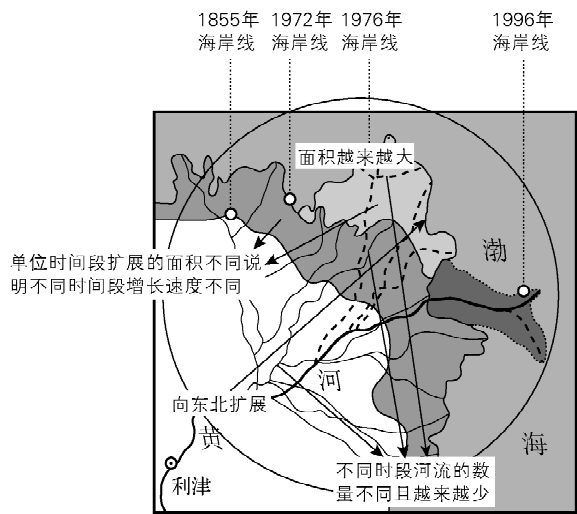 1855年
海岸线
1972年
海岸线
1976年
海岸线
1996年
海岸线
面积越来越大
渤
单位时间段扩展的面积不同说
明不同时间段增长速度不同
河
向东北扩展
黄
海
不同时段河流的数
量不同且越来越少
利津